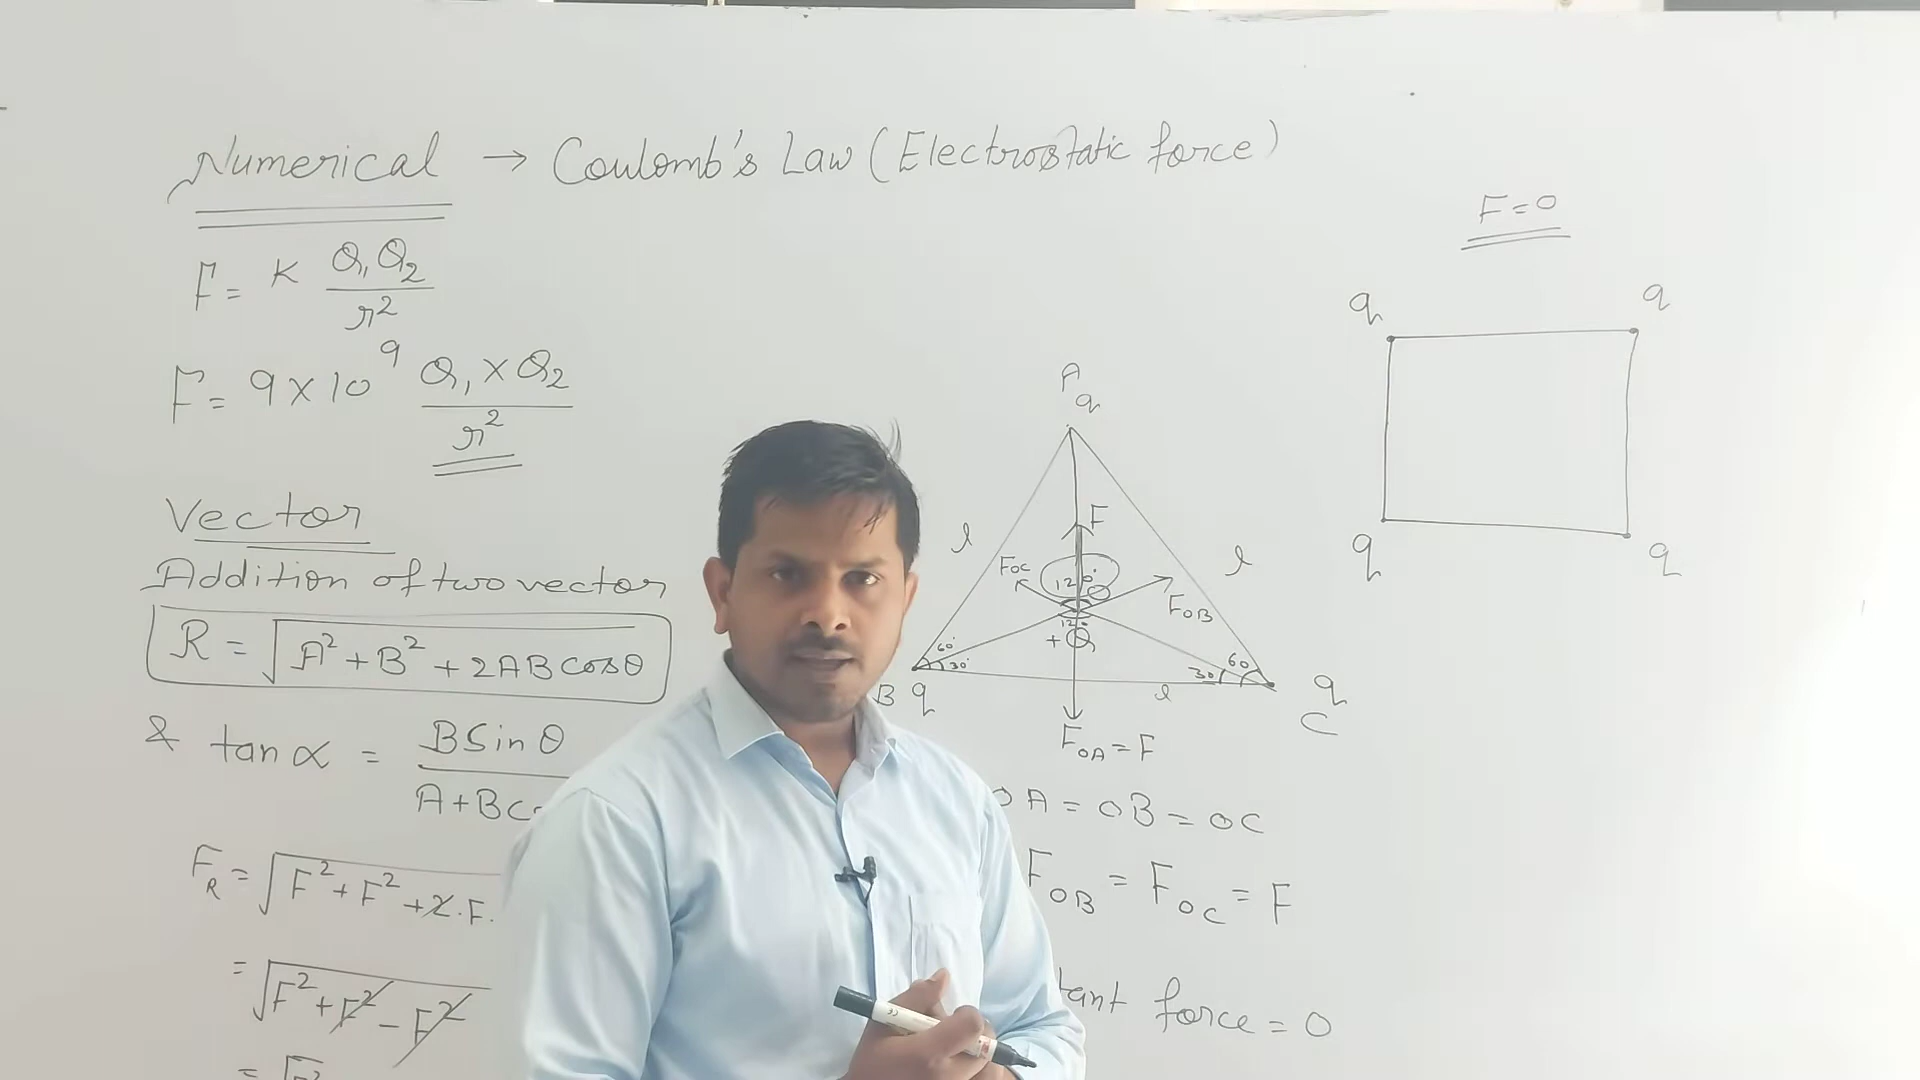 Numerical → Coulomb's Law (Electrostatic force)
F = K Q₁Q₂ / r²
F = 9 × 10⁹ Q₁ × Q₂ / r²
Vector
Addition of two vector
R = √A² + B² + 2AB cosθ
& tan α = B Sin θ / A + B c
F_R = √F² + F² + 2.F.
= √F² + F² - F²
= √F²
A
q
l
l
F
F_OC
120°
F_OB
120
+Q
60°
30°
30
60
B q
l
q
C
F_OA = F
OA = OB = OC
F_OB = F_OC = F
tant force = 0
F = 0
q
q
q
q